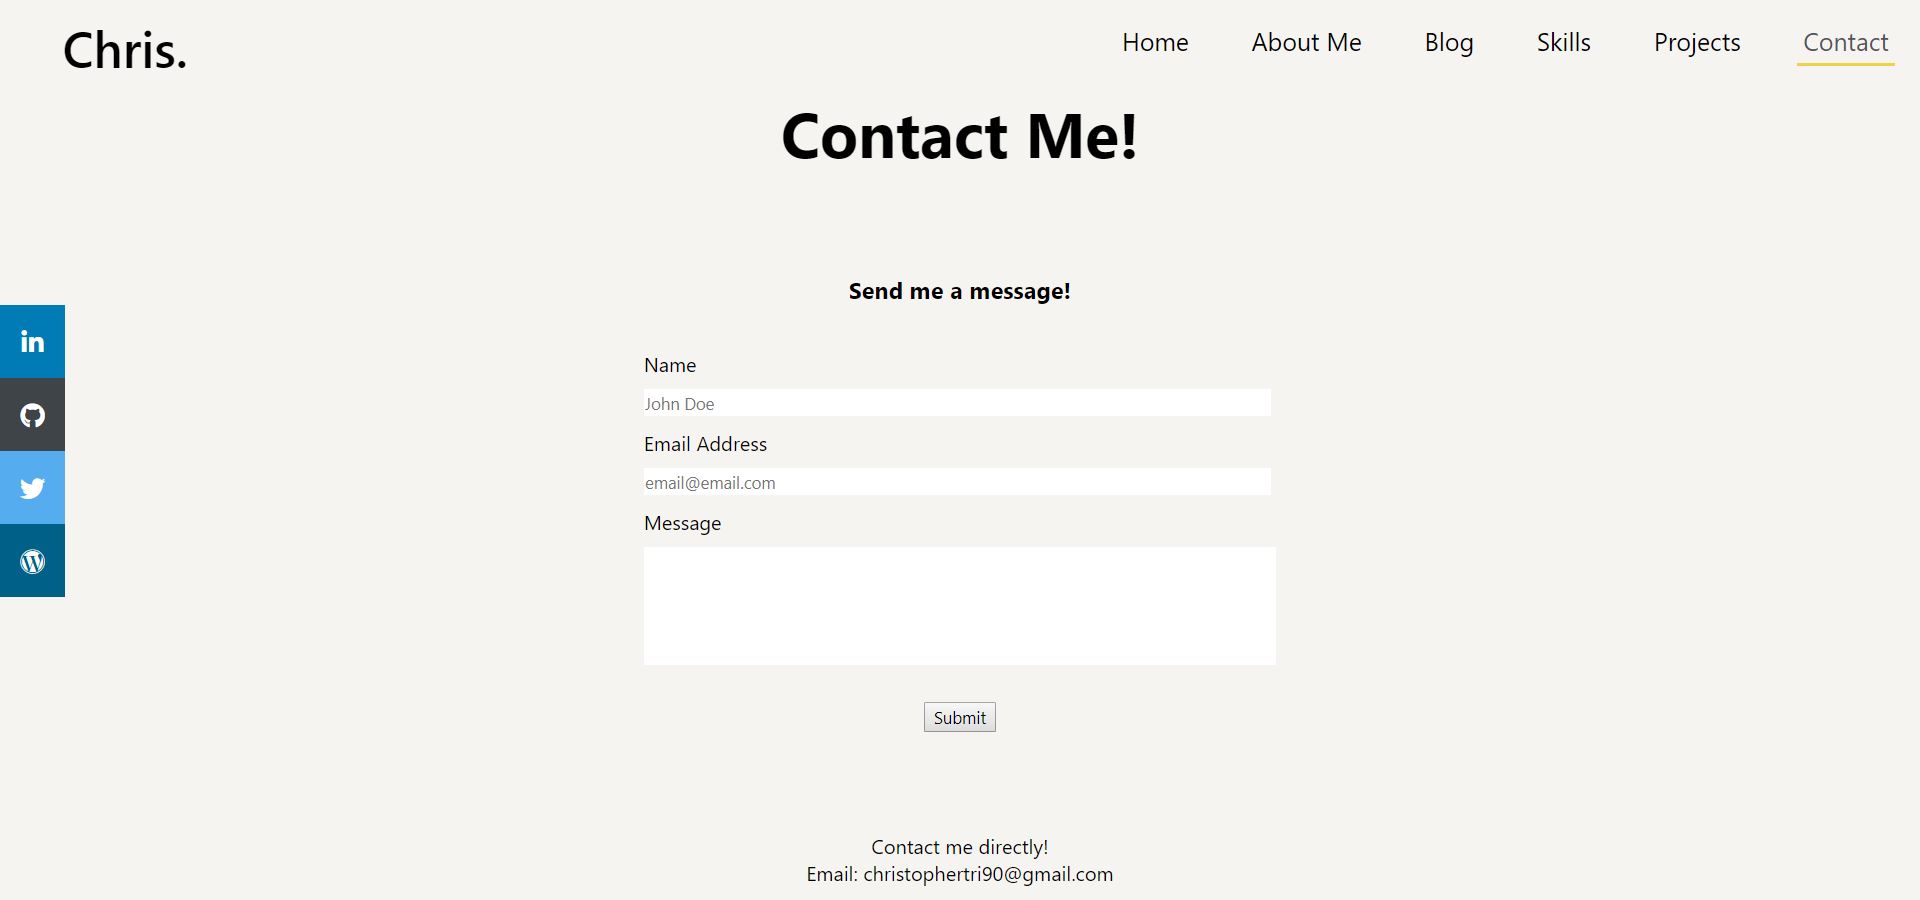 Chris.
Home About Me Blog Skills Projects Contact
Contact Me!
Send me a message!
in
Name
John Doe
Email Address
email@email.com
Message
Submit
Contact me directly!
Email: christophertri90@gmail.com